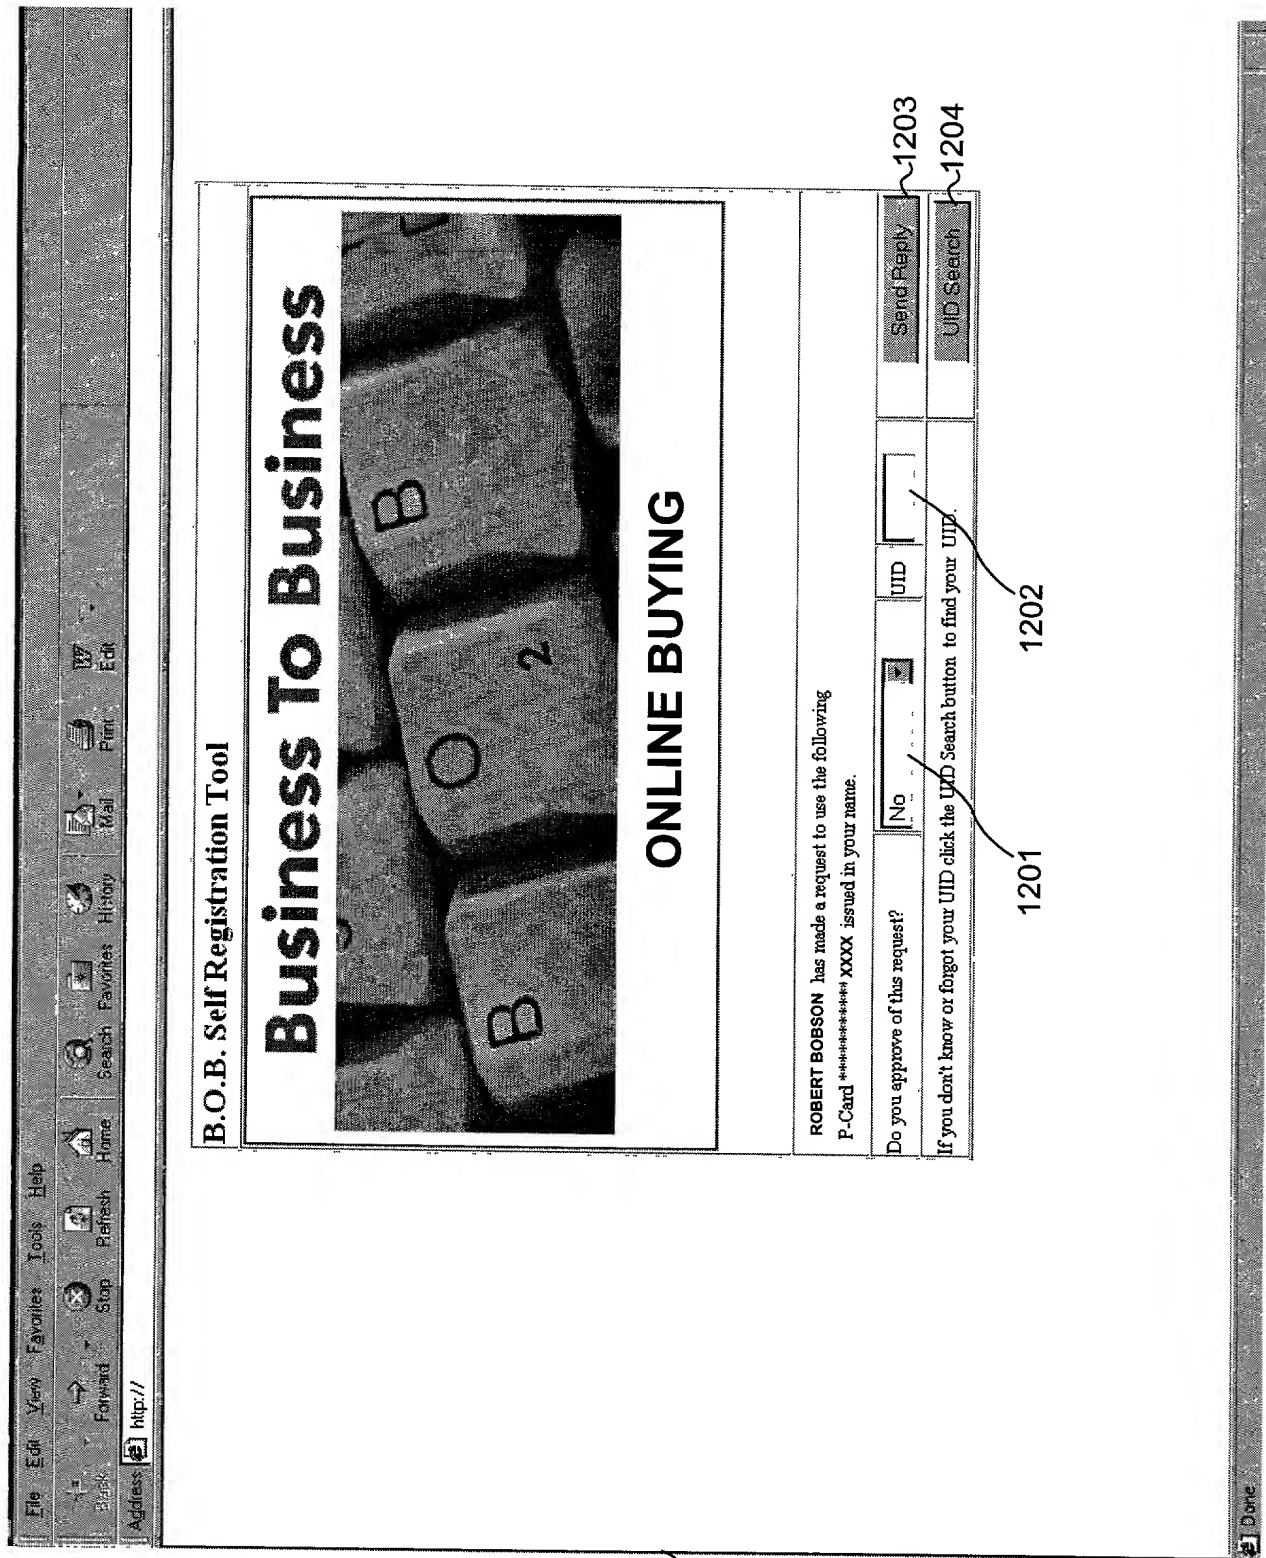 File Edit View Favorites Tools Help
Back Forward Stop Refresh Home Search Favorites History Mail Print Edit
Address http://
B.O.B. Self Registration Tool
Business To Business
B O 2 B
ONLINE BUYING
ROBERT BOBSON has made a request to use the following
P-Card ************XXXX issued in your name.
Do you approve of this request? No UID Send Reply 1203
If you don't know or forgot your UID click the UID Search button to find your UID. UID Search 1204
1201 1202
Done